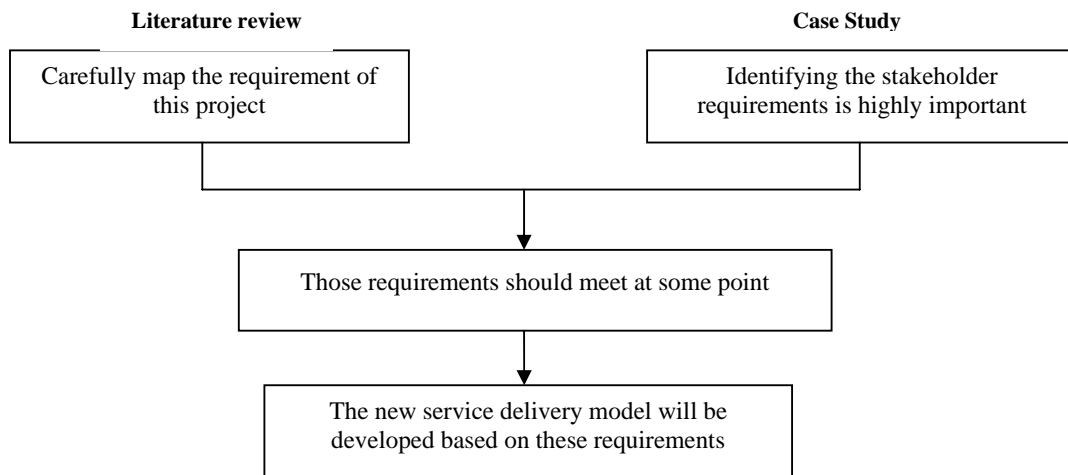 Literature review
Case Study
Carefully map the requirement of
this project
Identifying the stakeholder
requirements is highly important
Those requirements should meet at some point
The new service delivery model will be
developed based on these requirements